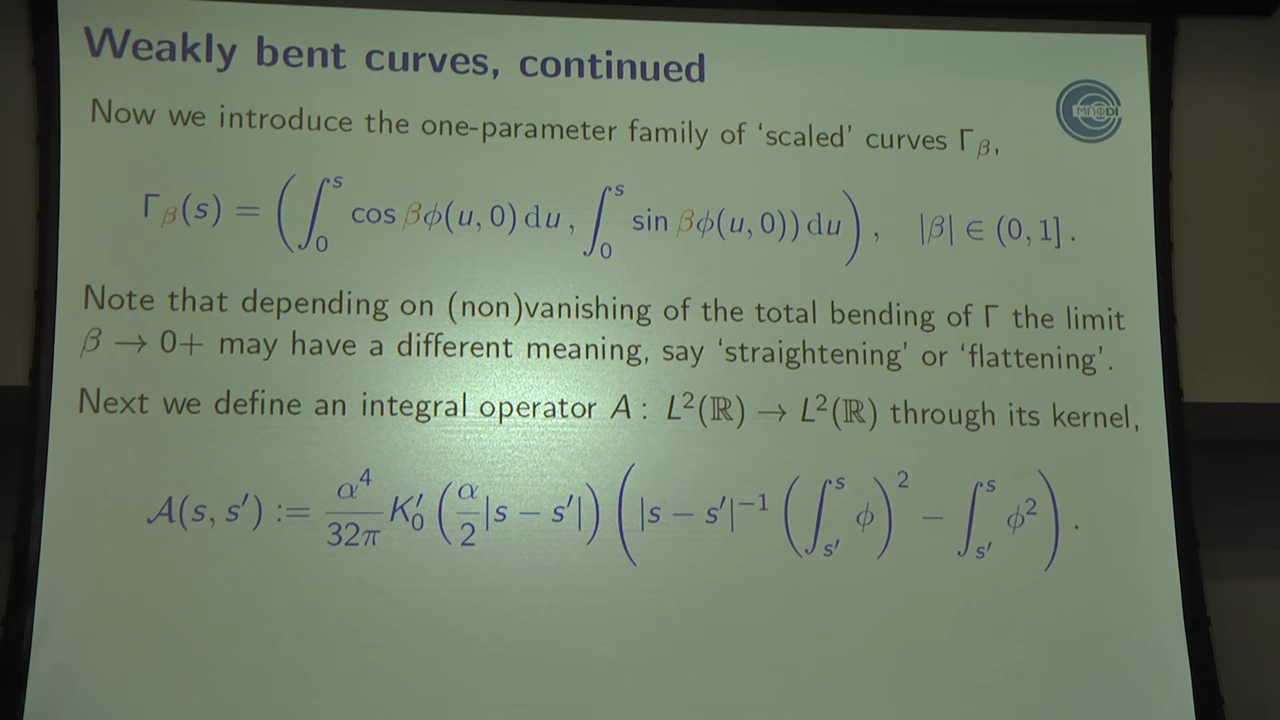 Weakly bent curves, continued
МПФDI
Now we introduce the one-parameter family of ‘scaled’ curves Γ_β,
Γ_β(s) = (∫_0^s cos βϕ(u, 0) du, ∫_0^s sin βϕ(u, 0)) du), |β| ∈ (0, 1].
Note that depending on (non)vanishing of the total bending of Γ the limit
β → 0+ may have a different meaning, say ‘straightening’ or ‘flattening’.
Next we define an integral operator A : L²(ℝ) → L²(ℝ) through its kernel,
𝒜(s, s′) := α⁴/32π K₀′ (α/2 |s − s′|) (|s − s′|⁻¹ (∫_{s′}^s ϕ)² − ∫_{s′}^s ϕ²).